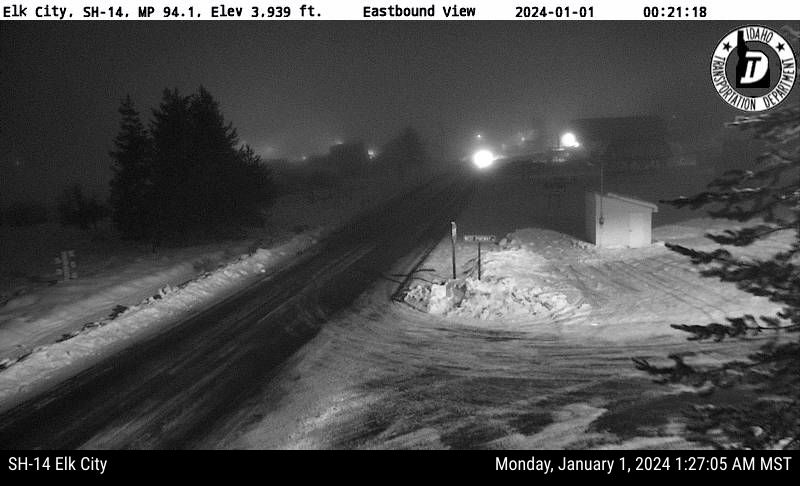 Elk City, SH-14, MP 94.1, Elev 3,939 ft. Eastbound View 2024-01-01 00:21:18
IDAHO
TRANSPORTATION DEPARTMENT
SH-14 Elk City
Monday, January 1, 2024 1:27:05 AM MST